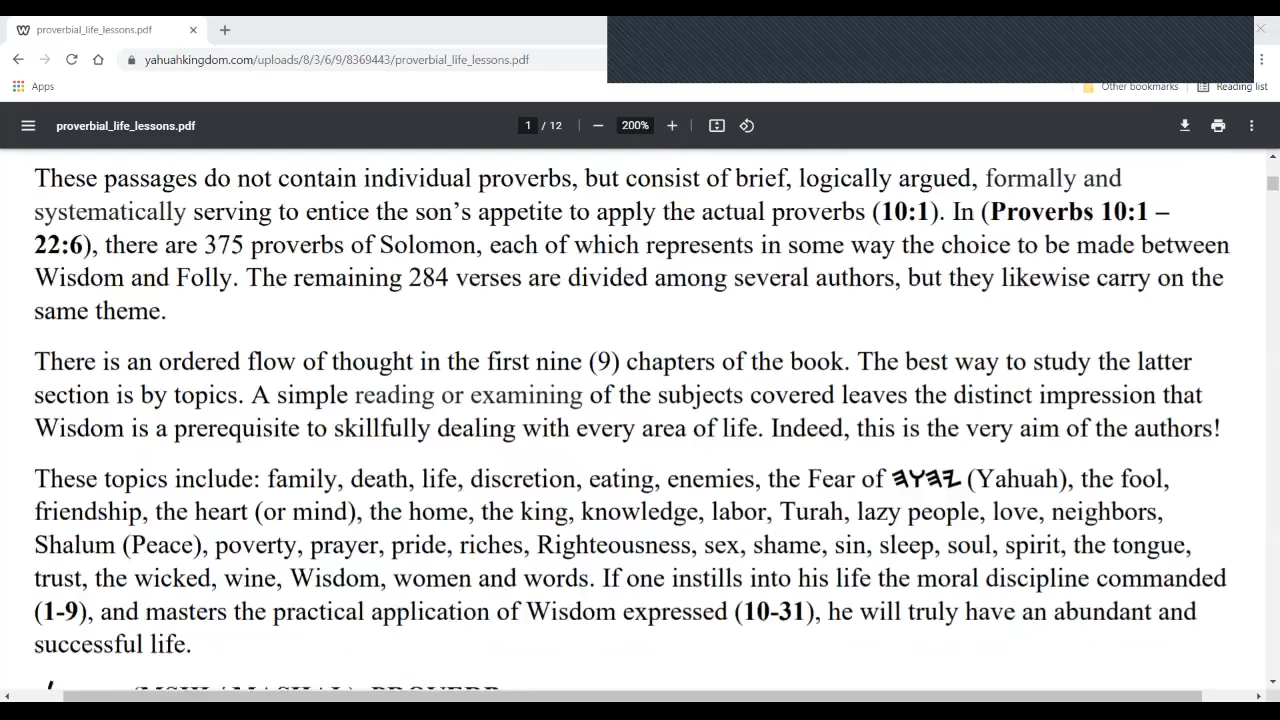 proverbial_life_lessons.pdf
yahuahkingdom.com/uploads/8/3/6/9/8369443/proverbial_life_lessons.pdf
Apps
Other bookmarks
Reading list
proverbial_life_lessons.pdf
1 / 12
200%
These passages do not contain individual proverbs, but consist of brief, logically argued, formally and
systematically serving to entice the son’s appetite to apply the actual proverbs (10:1). In (Proverbs 10:1 –
22:6), there are 375 proverbs of Solomon, each of which represents in some way the choice to be made between
Wisdom and Folly. The remaining 284 verses are divided among several authors, but they likewise carry on the
same theme.
There is an ordered flow of thought in the first nine (9) chapters of the book. The best way to study the latter
section is by topics. A simple reading or examining of the subjects covered leaves the distinct impression that
Wisdom is a prerequisite to skillfully dealing with every area of life. Indeed, this is the very aim of the authors!
These topics include: family, death, life, discretion, eating, enemies, the Fear of 𐤉𐤄𐤅𐤄 (Yahuah), the fool,
friendship, the heart (or mind), the home, the king, knowledge, labor, Turah, lazy people, love, neighbors,
Shalum (Peace), poverty, prayer, pride, riches, Righteousness, sex, shame, sin, sleep, soul, spirit, the tongue,
trust, the wicked, wine, Wisdom, women and words. If one instills into his life the moral discipline commanded
(1-9), and masters the practical application of Wisdom expressed (10-31), he will truly have an abundant and
successful life.